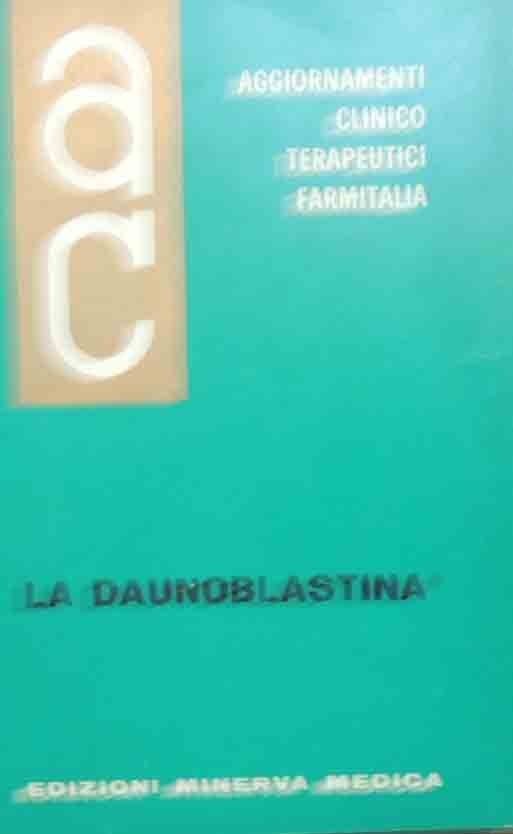 a
c
AGGIORNAMENTI
CLINICO
TERAPEUTICI
FARMITALIA
LA DAUNOBLASTINA
EDIZIONI MINERVA MEDICA